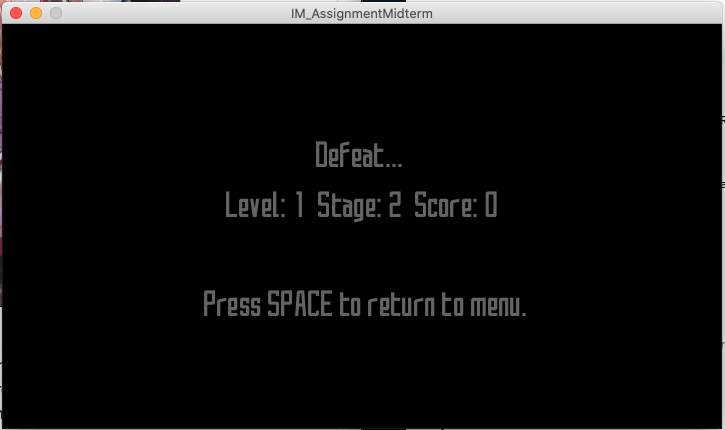 IM_AssignmentMidterm
Defeat...
Level: 1 Stage: 2 Score: 0
Press SPACE to return to menu.